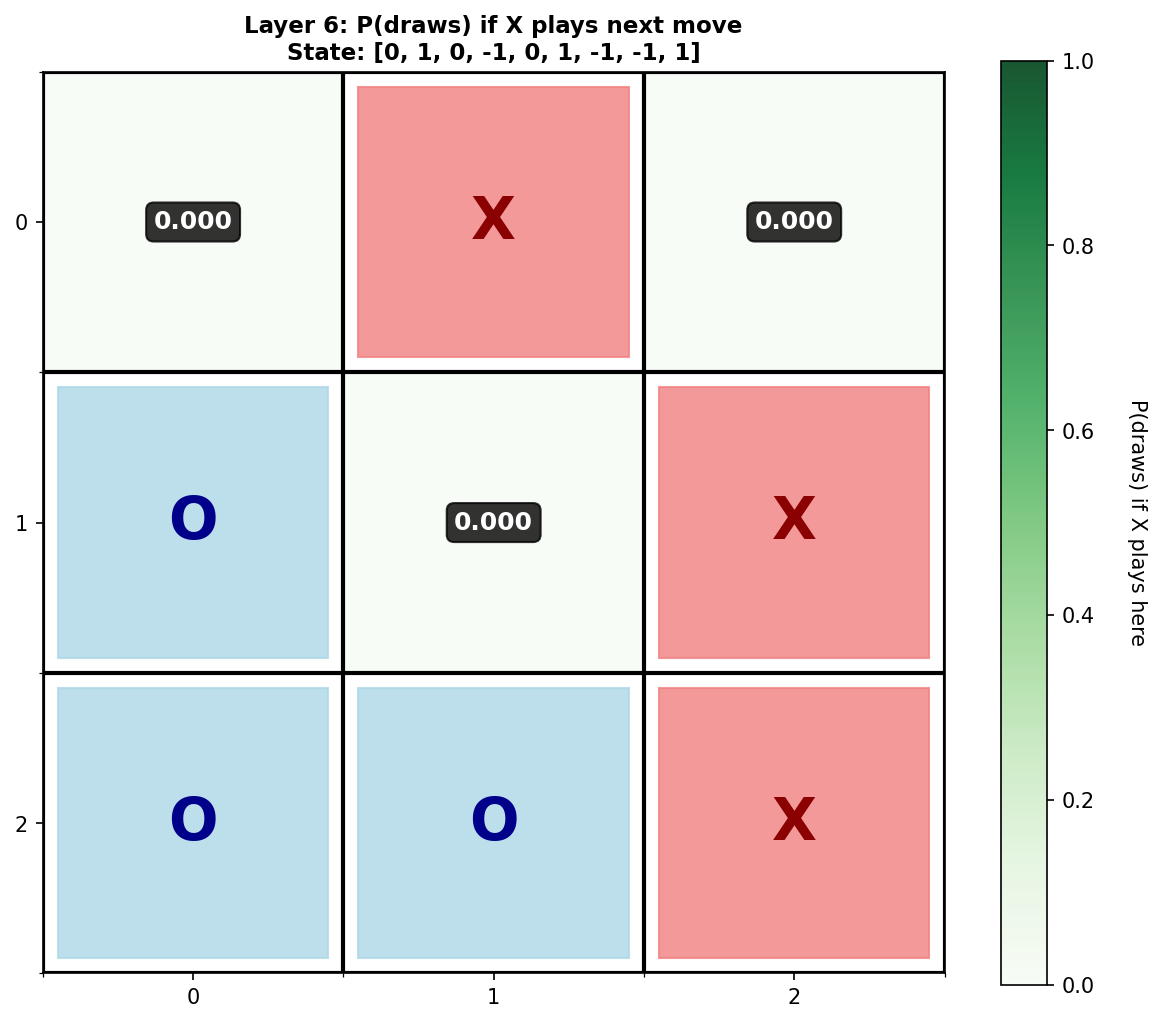 Layer 6: P(draws) if X plays next move
State: [0, 1, 0, -1, 0, 1, -1, -1, 1]
0.000 X 0.000
O 0.000 X
O O X
0
1
2
0 1 2
1.0
0.8
0.6
0.4
0.2
0.0
P(draws) if X plays here